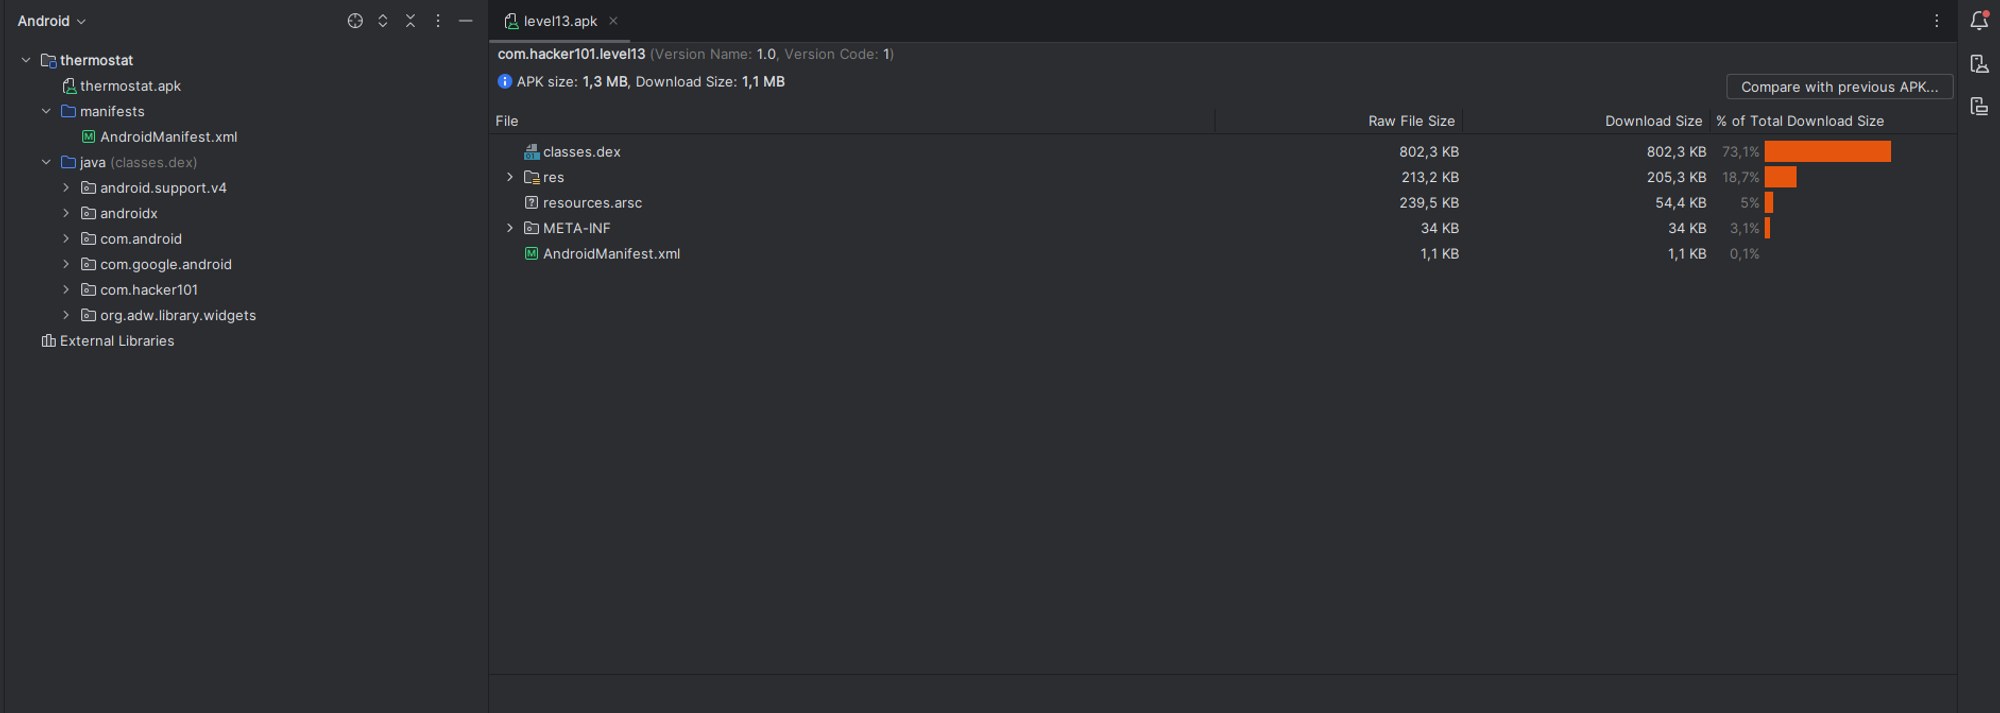 Android
thermostat
thermostat.apk
manifests
AndroidManifest.xml
java (classes.dex)
android.support.v4
androidx
com.android
com.google.android
com.hacker101
org.adw.library.widgets
External Libraries
level13.apk
com.hacker101.level13 (Version Name: 1.0, Version Code: 1)
APK size: 1,3 MB, Download Size: 1,1 MB
Compare with previous APK...
File Raw File Size Download Size % of Total Download Size
classes.dex 802,3 KB 802,3 KB 73,1%
res 213,2 KB 205,3 KB 18,7%
resources.arsc 239,5 KB 54,4 KB 5%
META-INF 34 KB 34 KB 3,1%
AndroidManifest.xml 1,1 KB 1,1 KB 0,1%